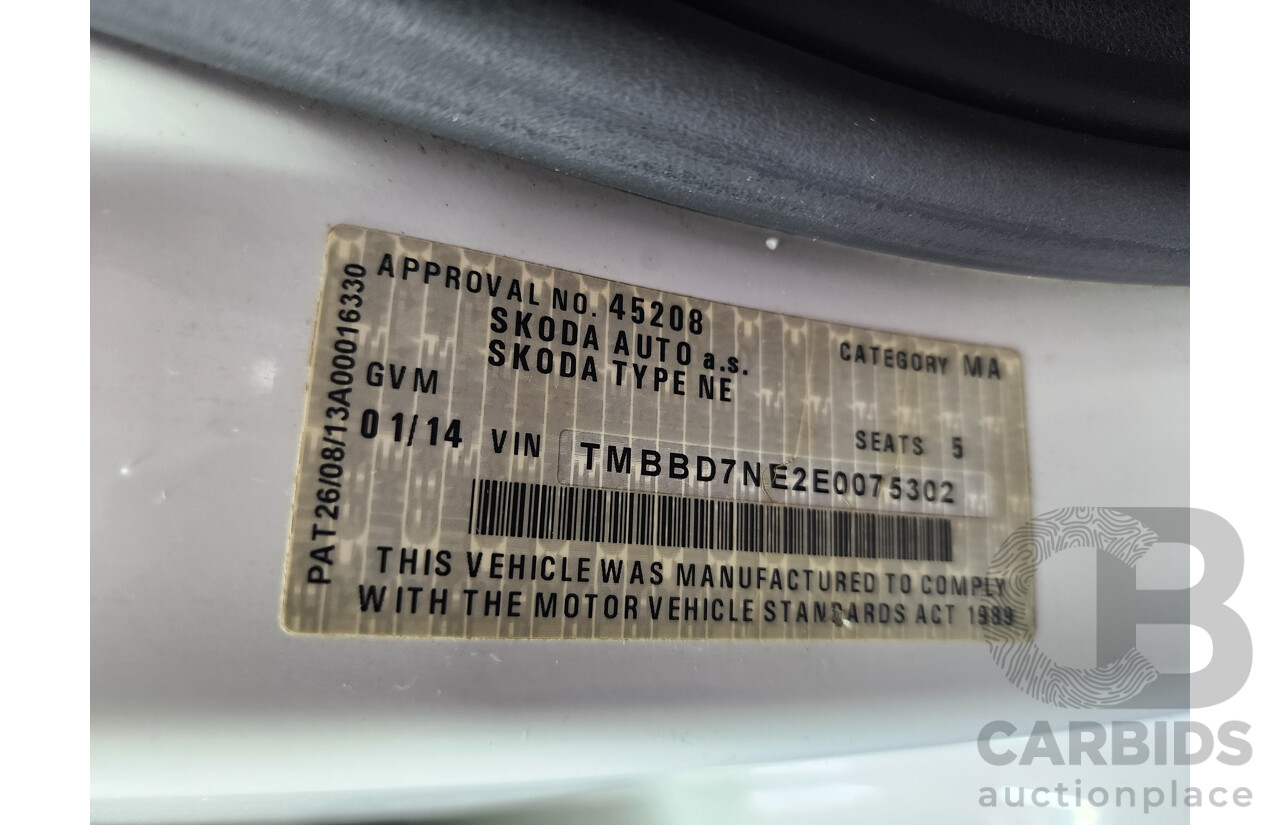 APPROVAL NO. 45208
SKODA AUTO a.s.
CATEGORY MA
SKODA TYPE NE
GVM
01/14
SEATS 5
VIN TMBBD7NE2E0075302
THIS VEHICLE WAS MANUFACTURED TO COMPLY
WITH THE MOTOR VEHICLE STANDARDS ACT 1989
PAT26/08/13A00016330
CB
CARBIDS
auctionplace